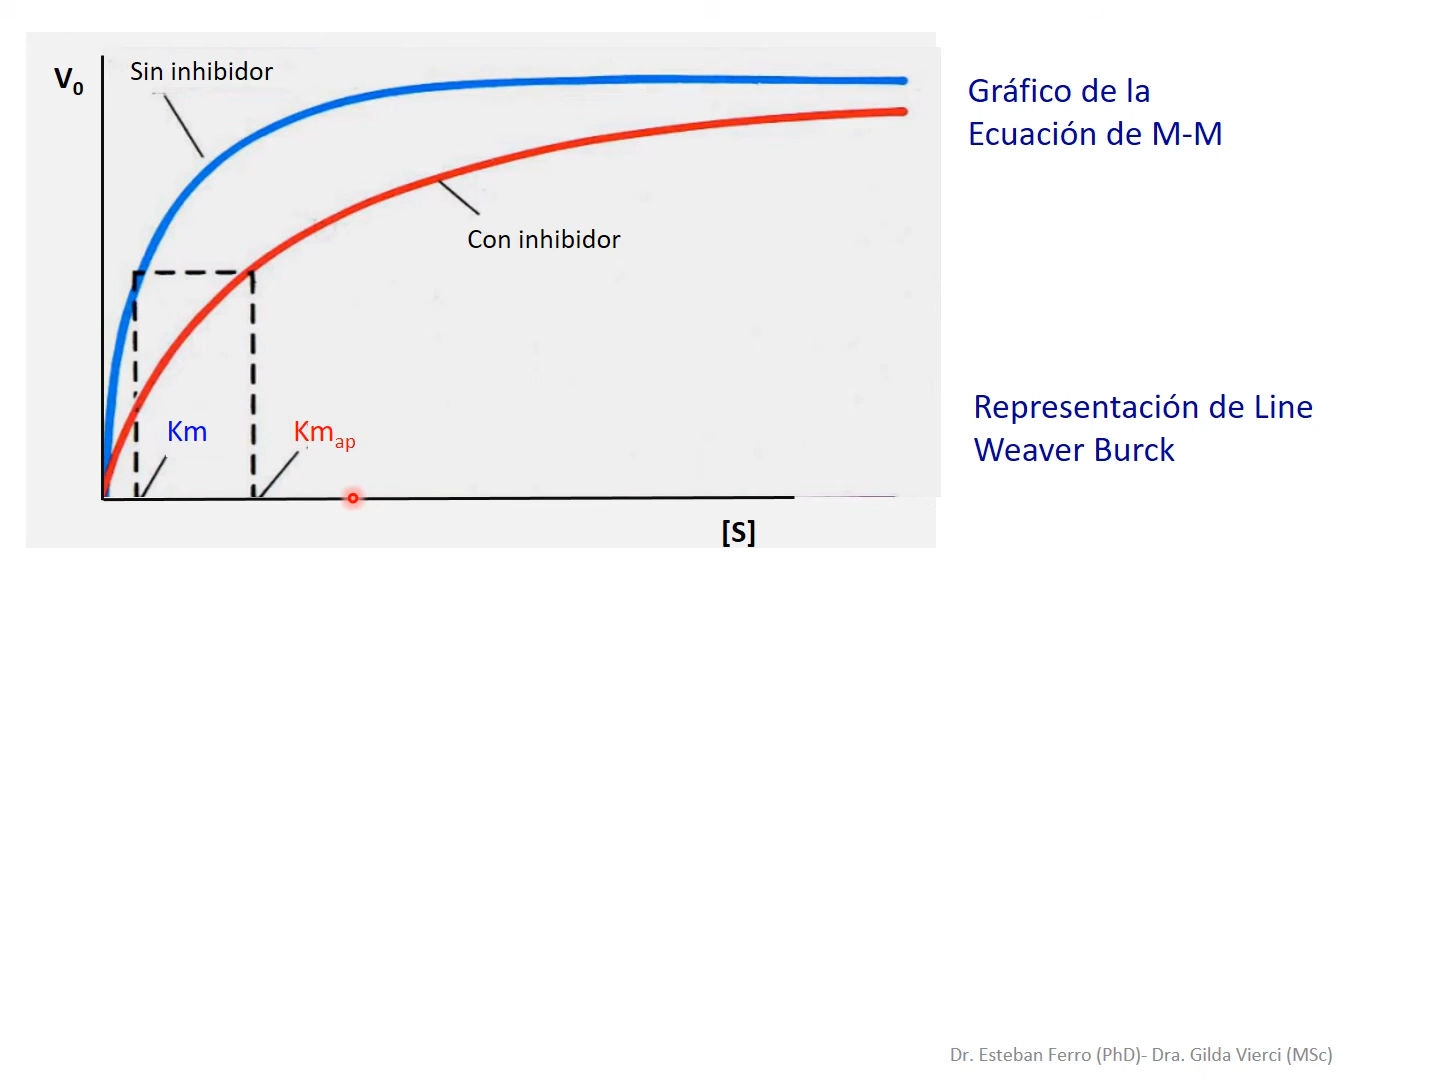 V₀
Sin inhibidor
Gráfico de la
Ecuación de M-M
Con inhibidor
Km
Kmap
Representación de Line
Weaver Burck
[S]
Dr. Esteban Ferro (PhD)- Dra. Gilda Vierci (MSc)